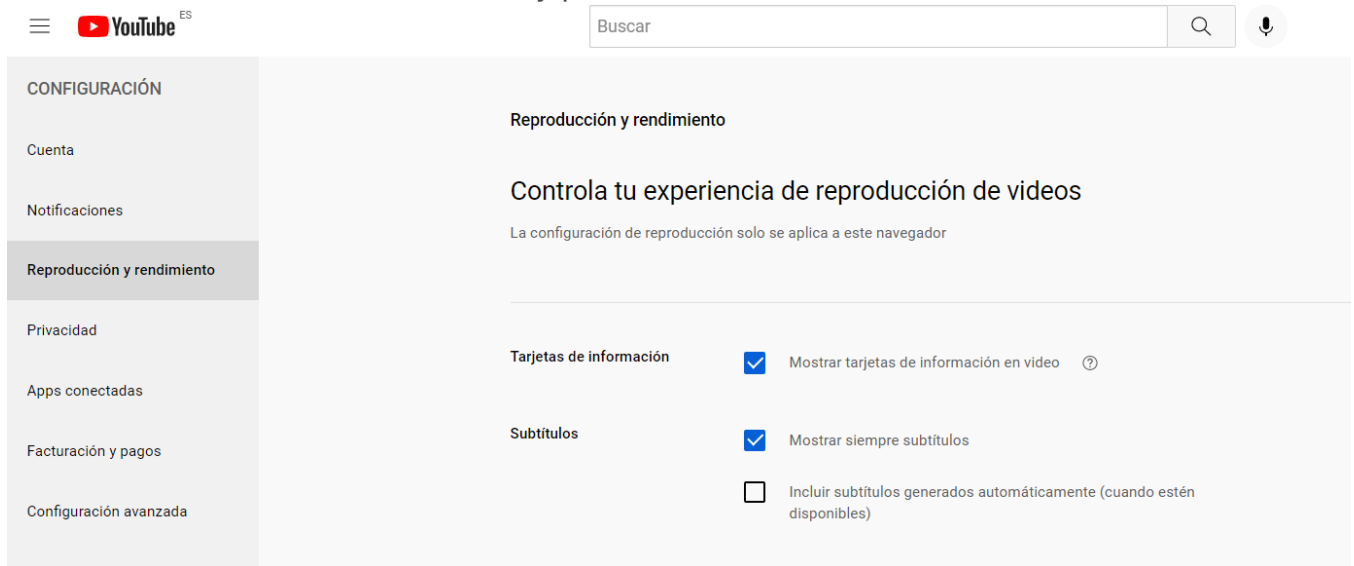 YouTube ES
Buscar
CONFIGURACIÓN
Cuenta
Notificaciones
Reproducción y rendimiento
Privacidad
Apps conectadas
Facturación y pagos
Configuración avanzada
Reproducción y rendimiento
Controla tu experiencia de reproducción de videos
La configuración de reproducción solo se aplica a este navegador
Tarjetas de información
Mostrar tarjetas de información en video
Subtítulos
Mostrar siempre subtítulos
Incluir subtítulos generados automáticamente (cuando estén
disponibles)